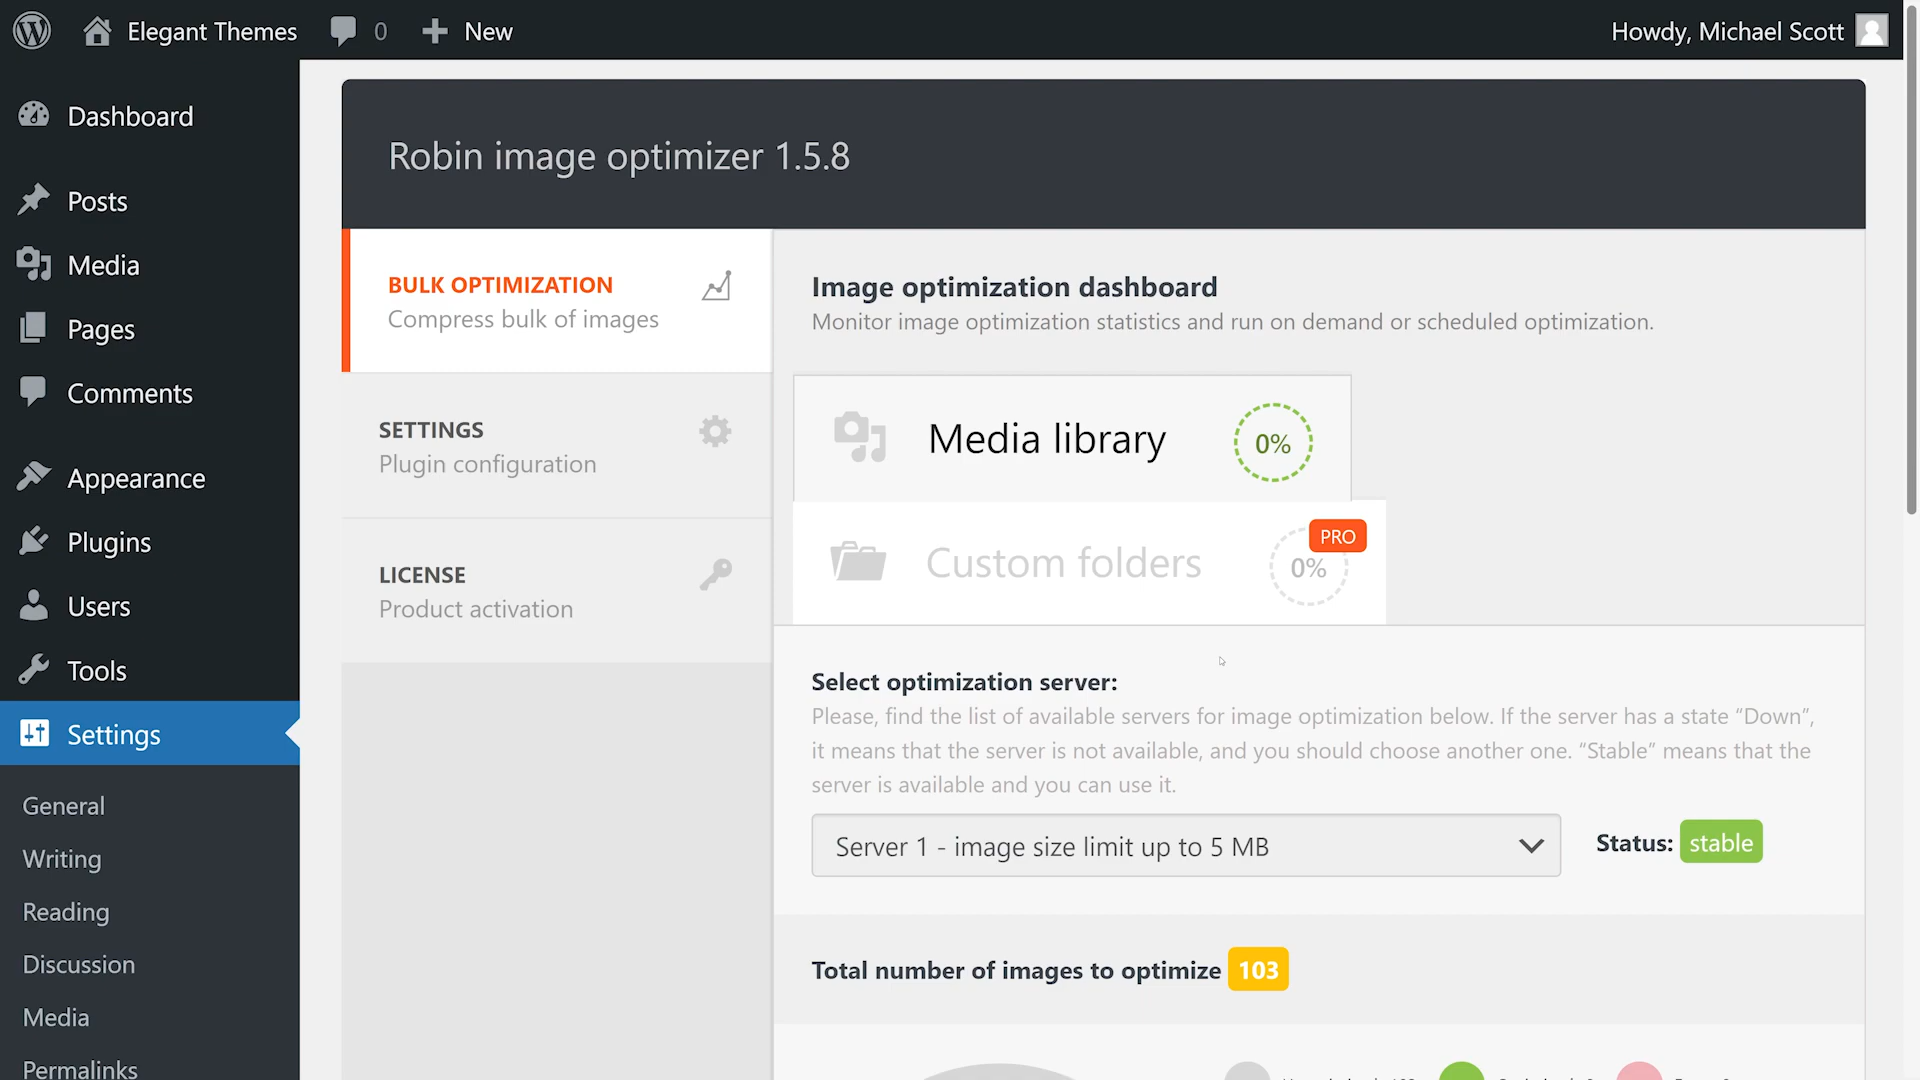 Elegant Themes
0
New
Howdy, Michael Scott
Dashboard
Posts
Media
Pages
Comments
Appearance
Plugins
Users
Tools
Settings
General
Writing
Reading
Discussion
Media
Permalinks
Robin image optimizer 1.5.8
BULK OPTIMIZATION
Compress bulk of images
SETTINGS
Plugin configuration
LICENSE
Product activation
Image optimization dashboard
Monitor image optimization statistics and run on demand or scheduled optimization.
Media library
0%
Custom folders
PRO
0%
Select optimization server:
Please, find the list of available servers for image optimization below. If the server has a state “Down”,
it means that the server is not available, and you should choose another one. “Stable” means that the
server is available and you can use it.
Server 1 - image size limit up to 5 MB
Status: stable
Total number of images to optimize 103